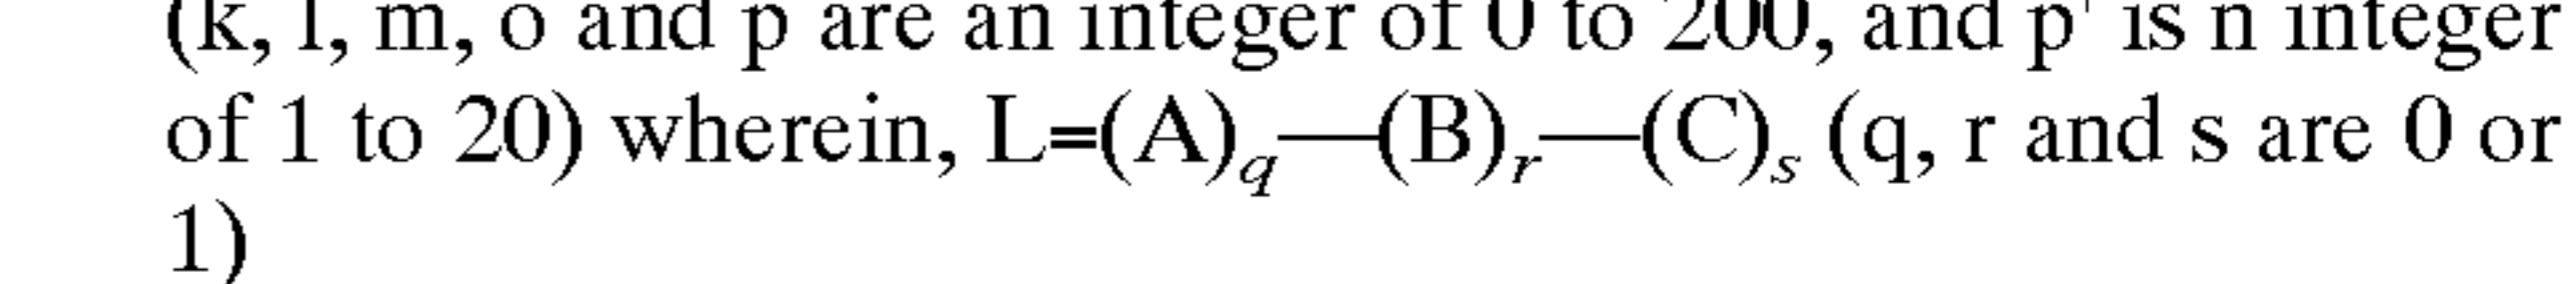 (k, l, m, o and p are an integer of 0 to 200, and p' is n integer
of 1 to 20) wherein, L=(A)q—(B)r—(C)s (q, r and s are 0 or
1)